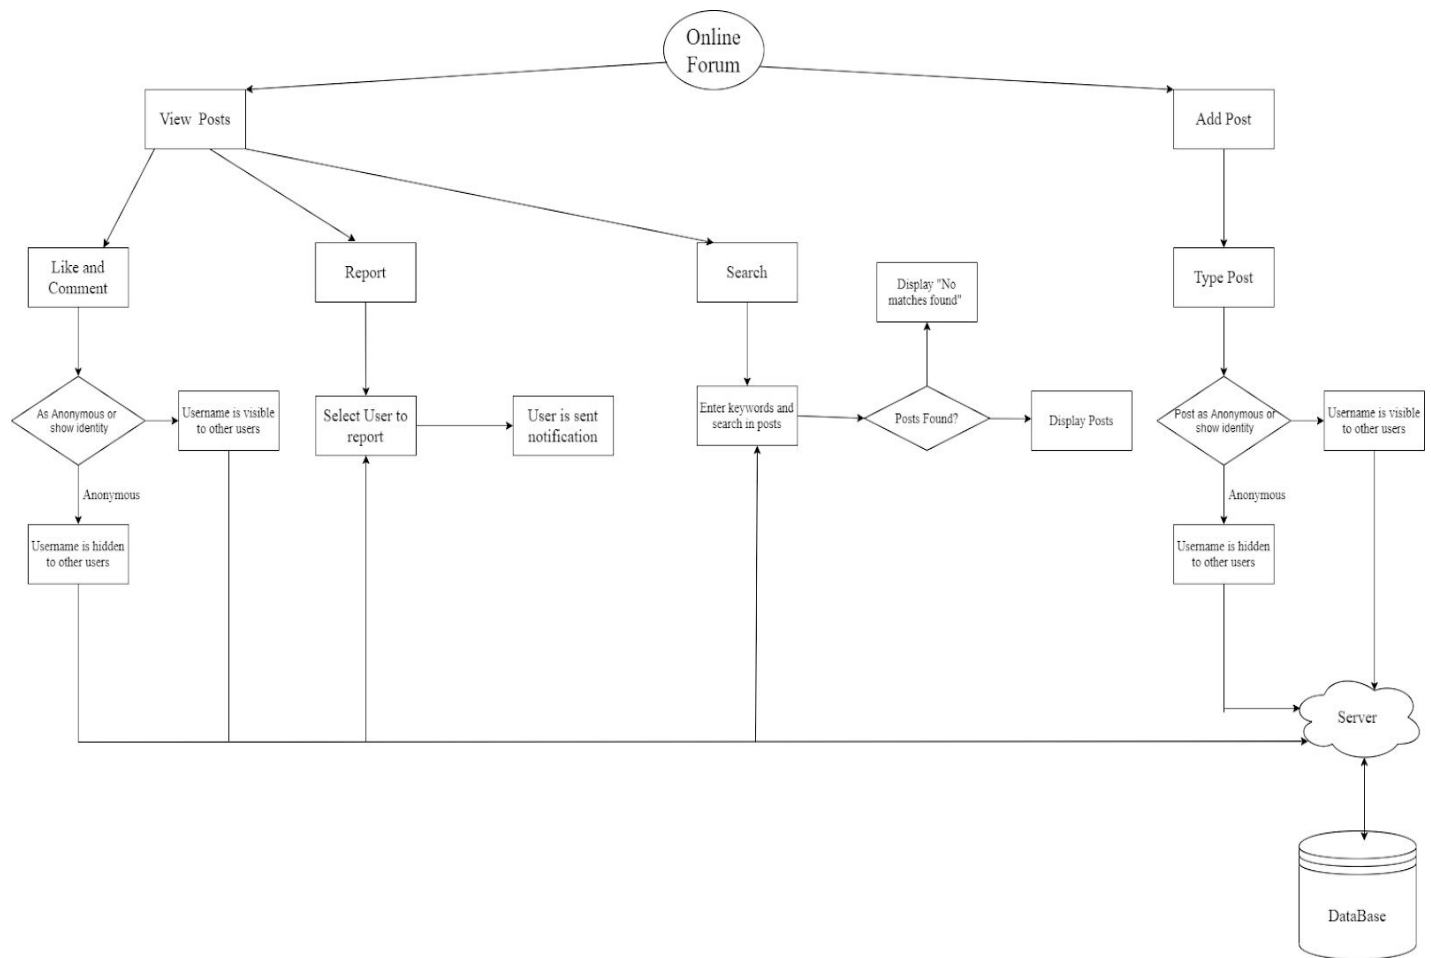 Online
Forum
View Posts
Add Post
Like and
Comment
Report
Search
Display "No
matches found"
Type Post
As Anonymous or
show identity
Username is visible
to other users
Select User to
report
User is sent
notification
Enter keywords and
search in posts
Posts Found?
Display Posts
Post as Anonymous or
show identity
Username is visible
to other users
Anonymous
Anonymous
Username is hidden
to other users
Username is hidden
to other users
Server
DataBase